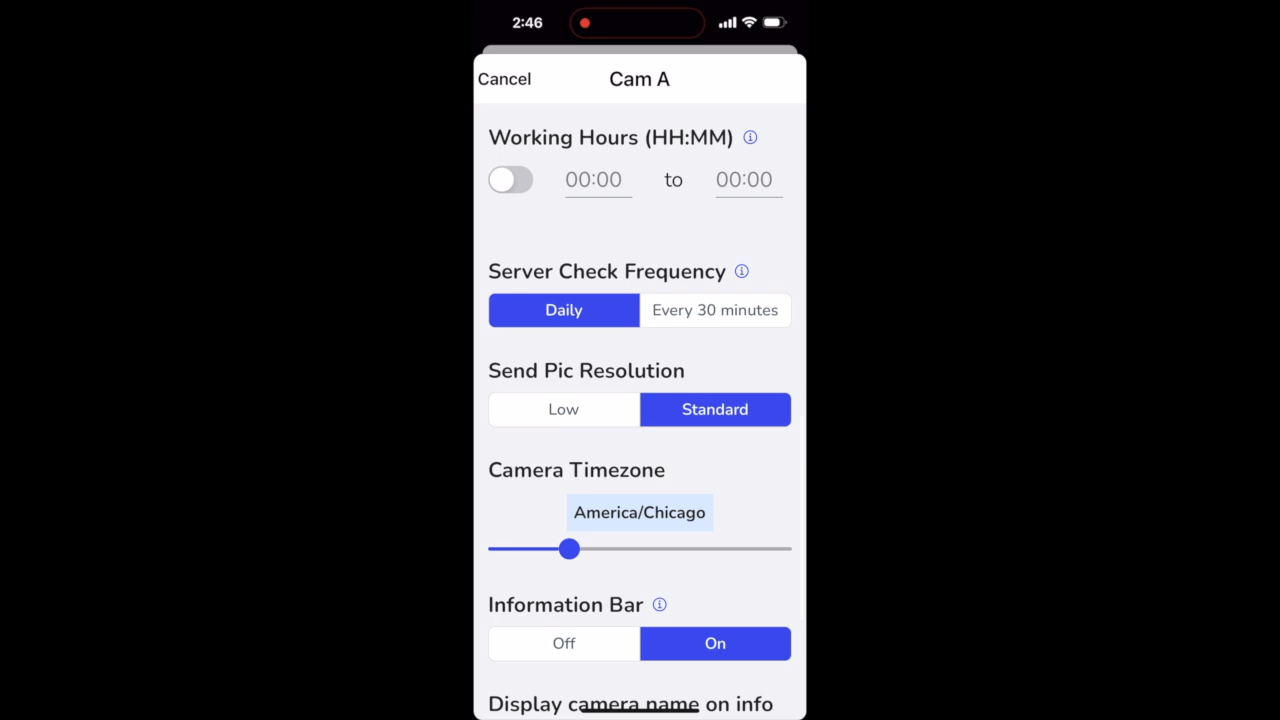 2:46
Cancel Cam A
Working Hours (HH:MM)
00:00 to 00:00
Server Check Frequency
Daily Every 30 minutes
Send Pic Resolution
Low Standard
Camera Timezone
America/Chicago
Information Bar
Off On
Display camera name on info